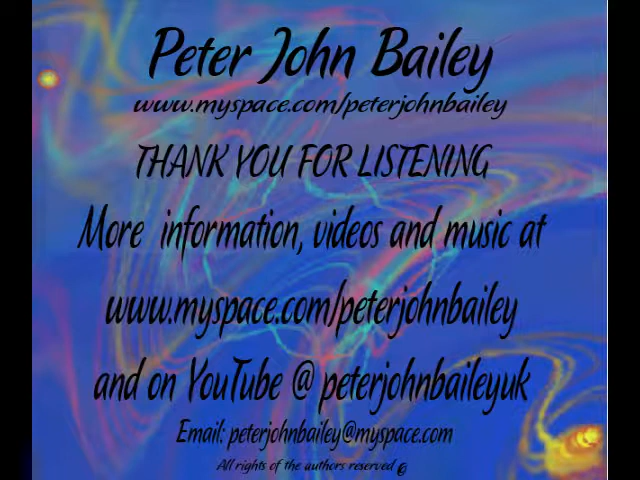 Peter John Bailey
www.myspace.com/peterjohnbailey
THANK YOU FOR LISTENING
More information, videos and music at
www.myspace.com/peterjohnbailey
and on YouTube @ peterjohnbaileyuk
Email: peterjohnbailey@myspace.com
All rights of the authors reserved @